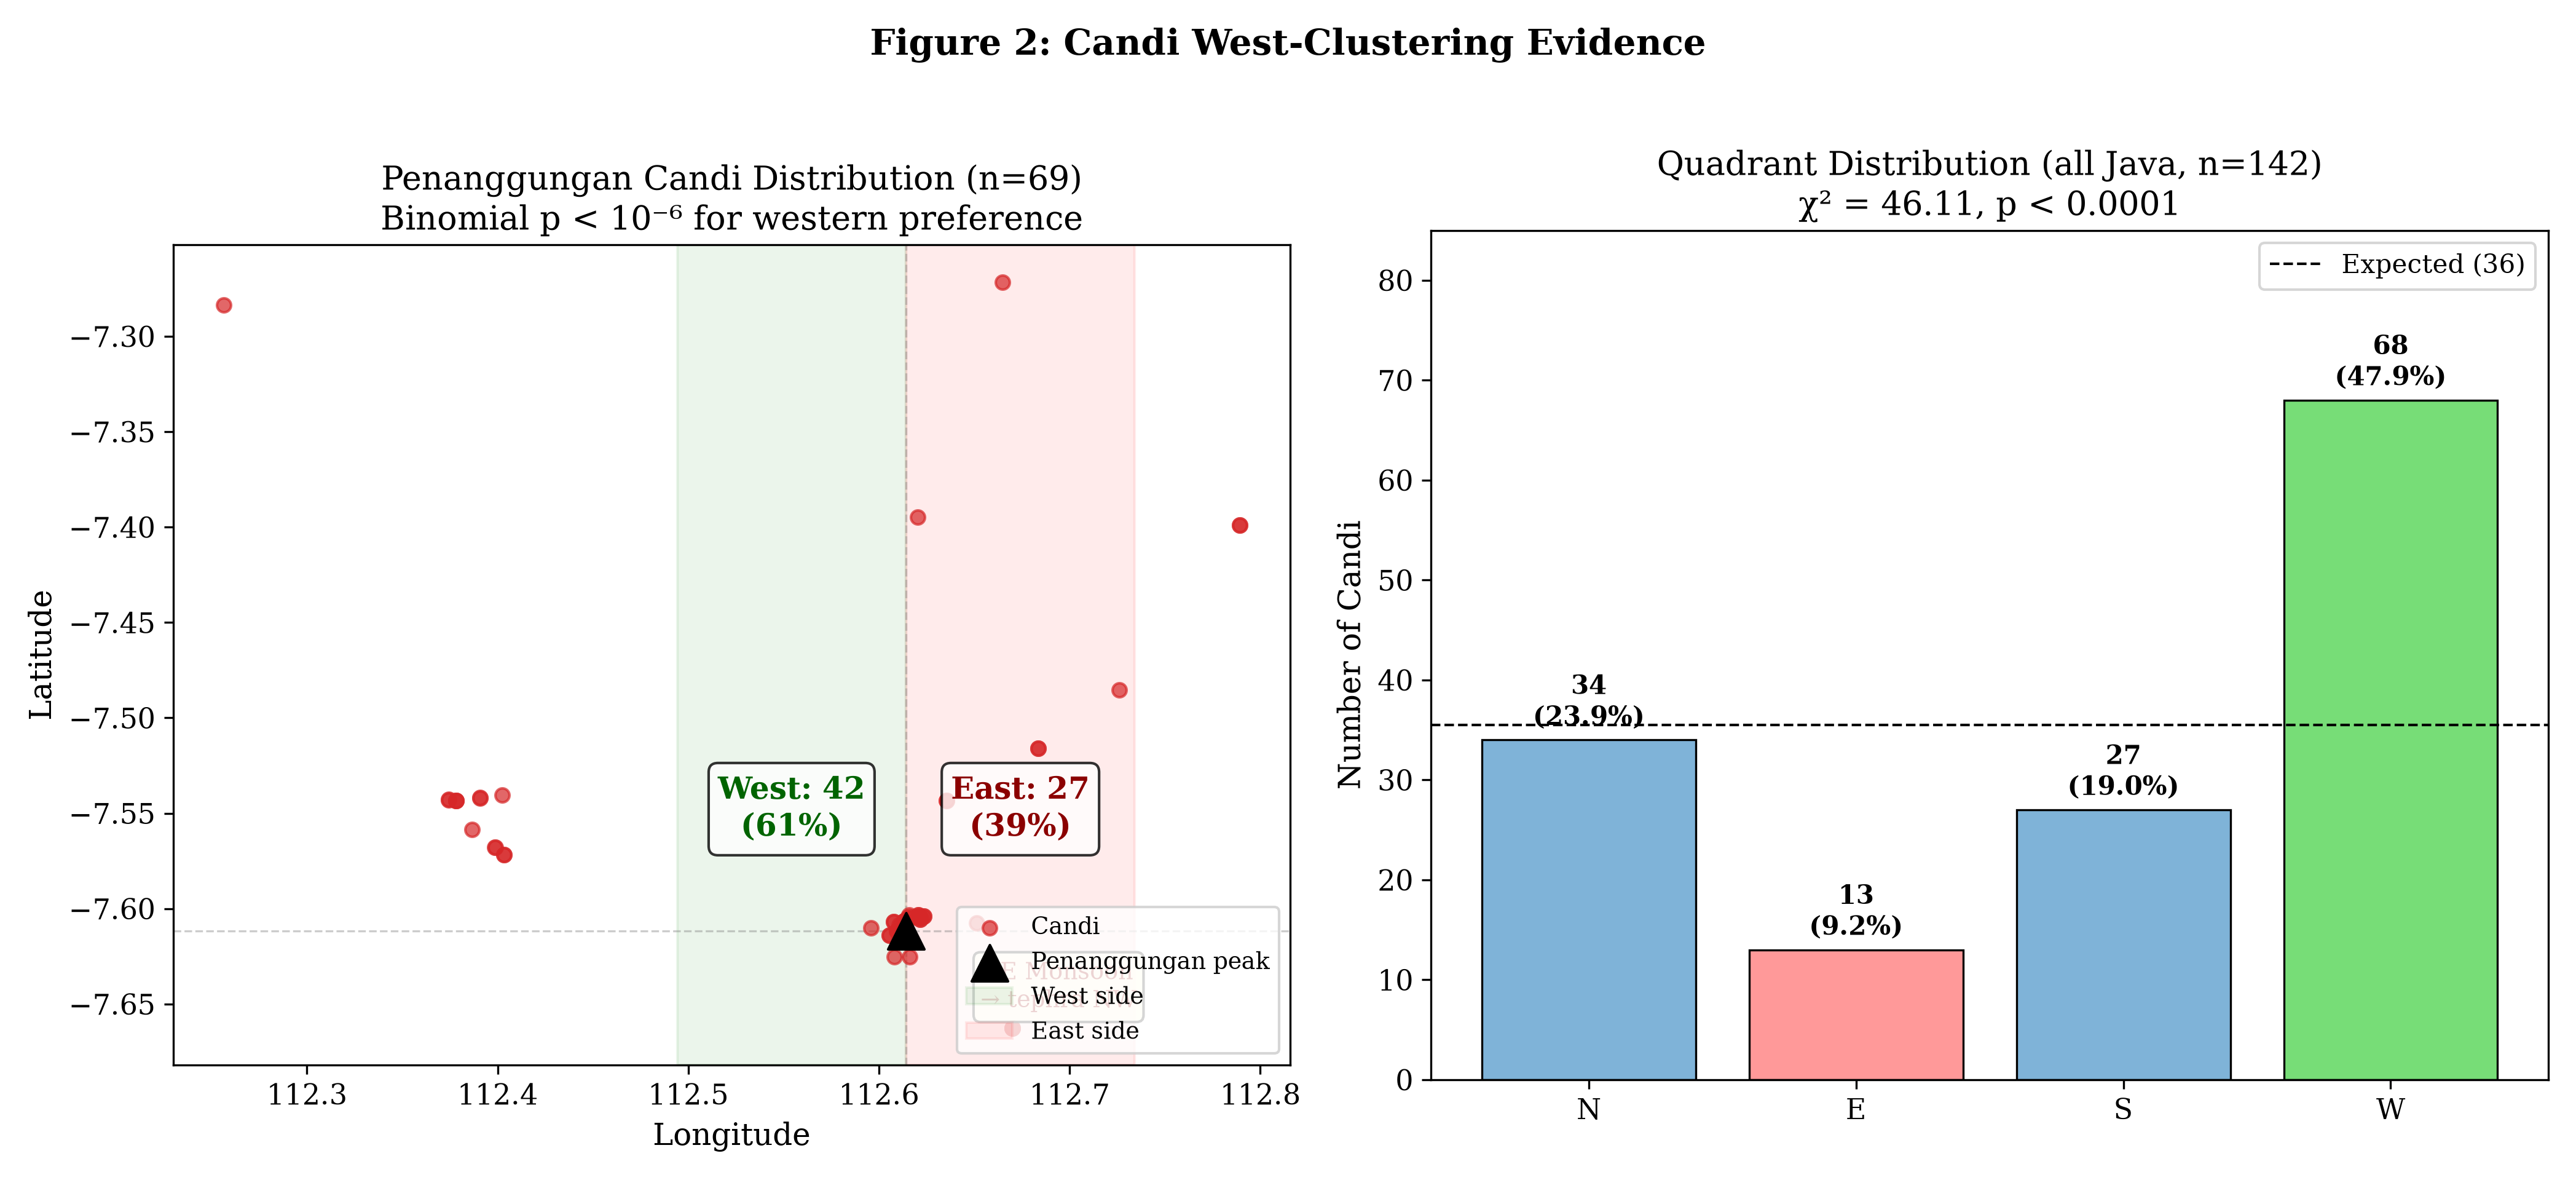 Figure 2: Candi West-Clustering Evidence
Penanggungan Candi Distribution (n=69)
Binomial p < 10⁻⁶ for western preference
Latitude
−7.30
−7.35
−7.40
−7.45
−7.50
−7.55
−7.60
−7.65
West: 42
(61%)
East: 27
(39%)
Candi
Penanggungan peak
West side
East side
E Monsoon
→ tephra
112.3
112.4
112.5
112.6
112.7
112.8
Longitude
Quadrant Distribution (all Java, n=142)
χ² = 46.11, p < 0.0001
Number of Candi
80
70
60
50
40
30
20
10
0
Expected (36)
34
(23.9%)
13
(9.2%)
27
(19.0%)
68
(47.9%)
N
E
S
W